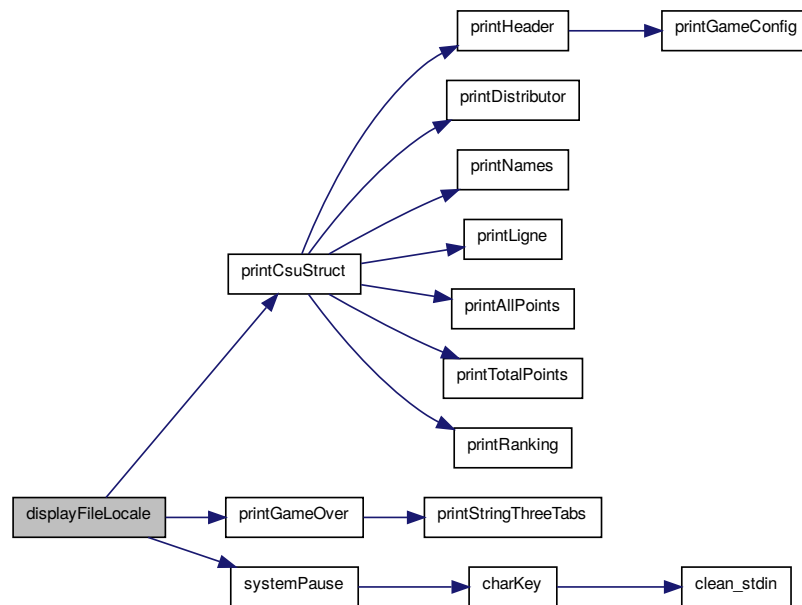 printHeader
printGameConfig
printDistributor
printNames
printLigne
printCsuStruct
printAllPoints
printTotalPoints
printRanking
displayFileLocale
printGameOver
printStringThreeTabs
systemPause
charKey
clean_stdin